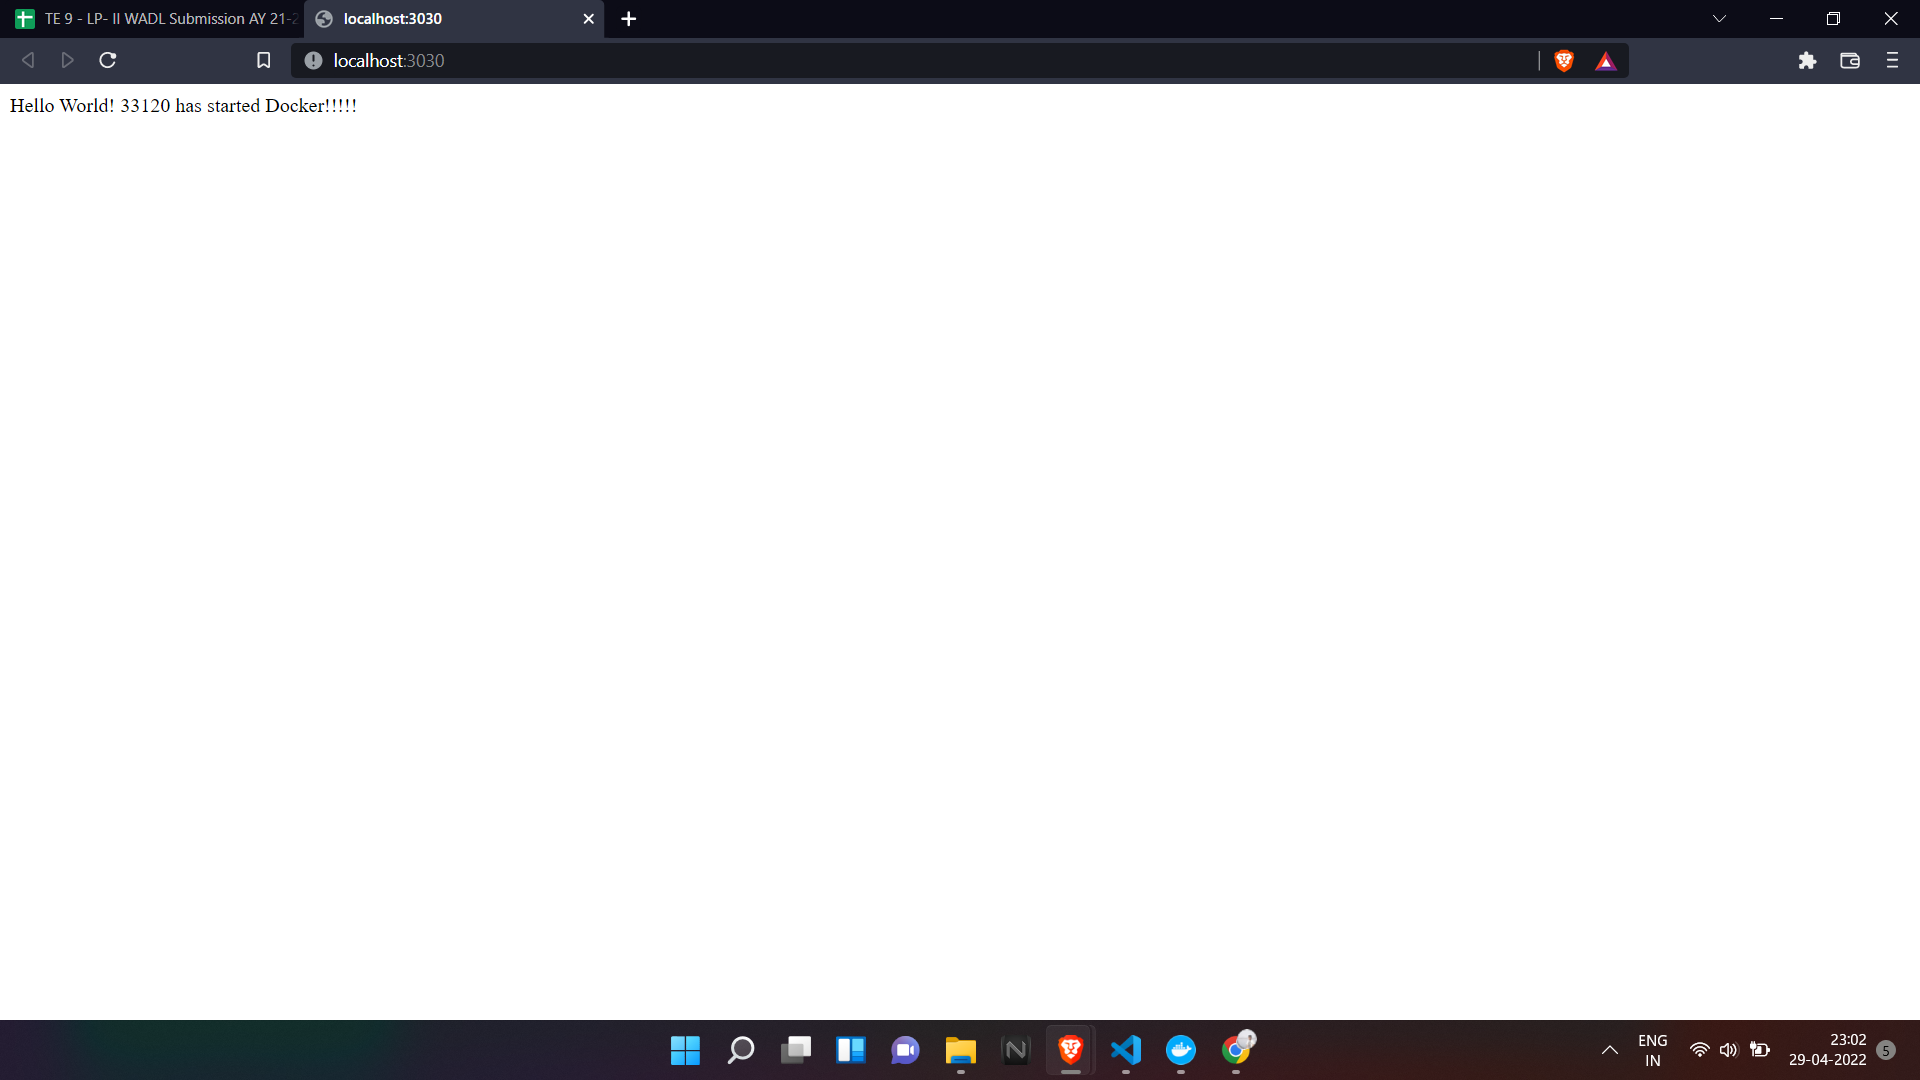 TE 9 - LP- II WADL Submission AY 21-2
localhost:3030
localhost:3030
Hello World! 33120 has started Docker!!!!!
ENG
IN
23:02
29-04-2022
5